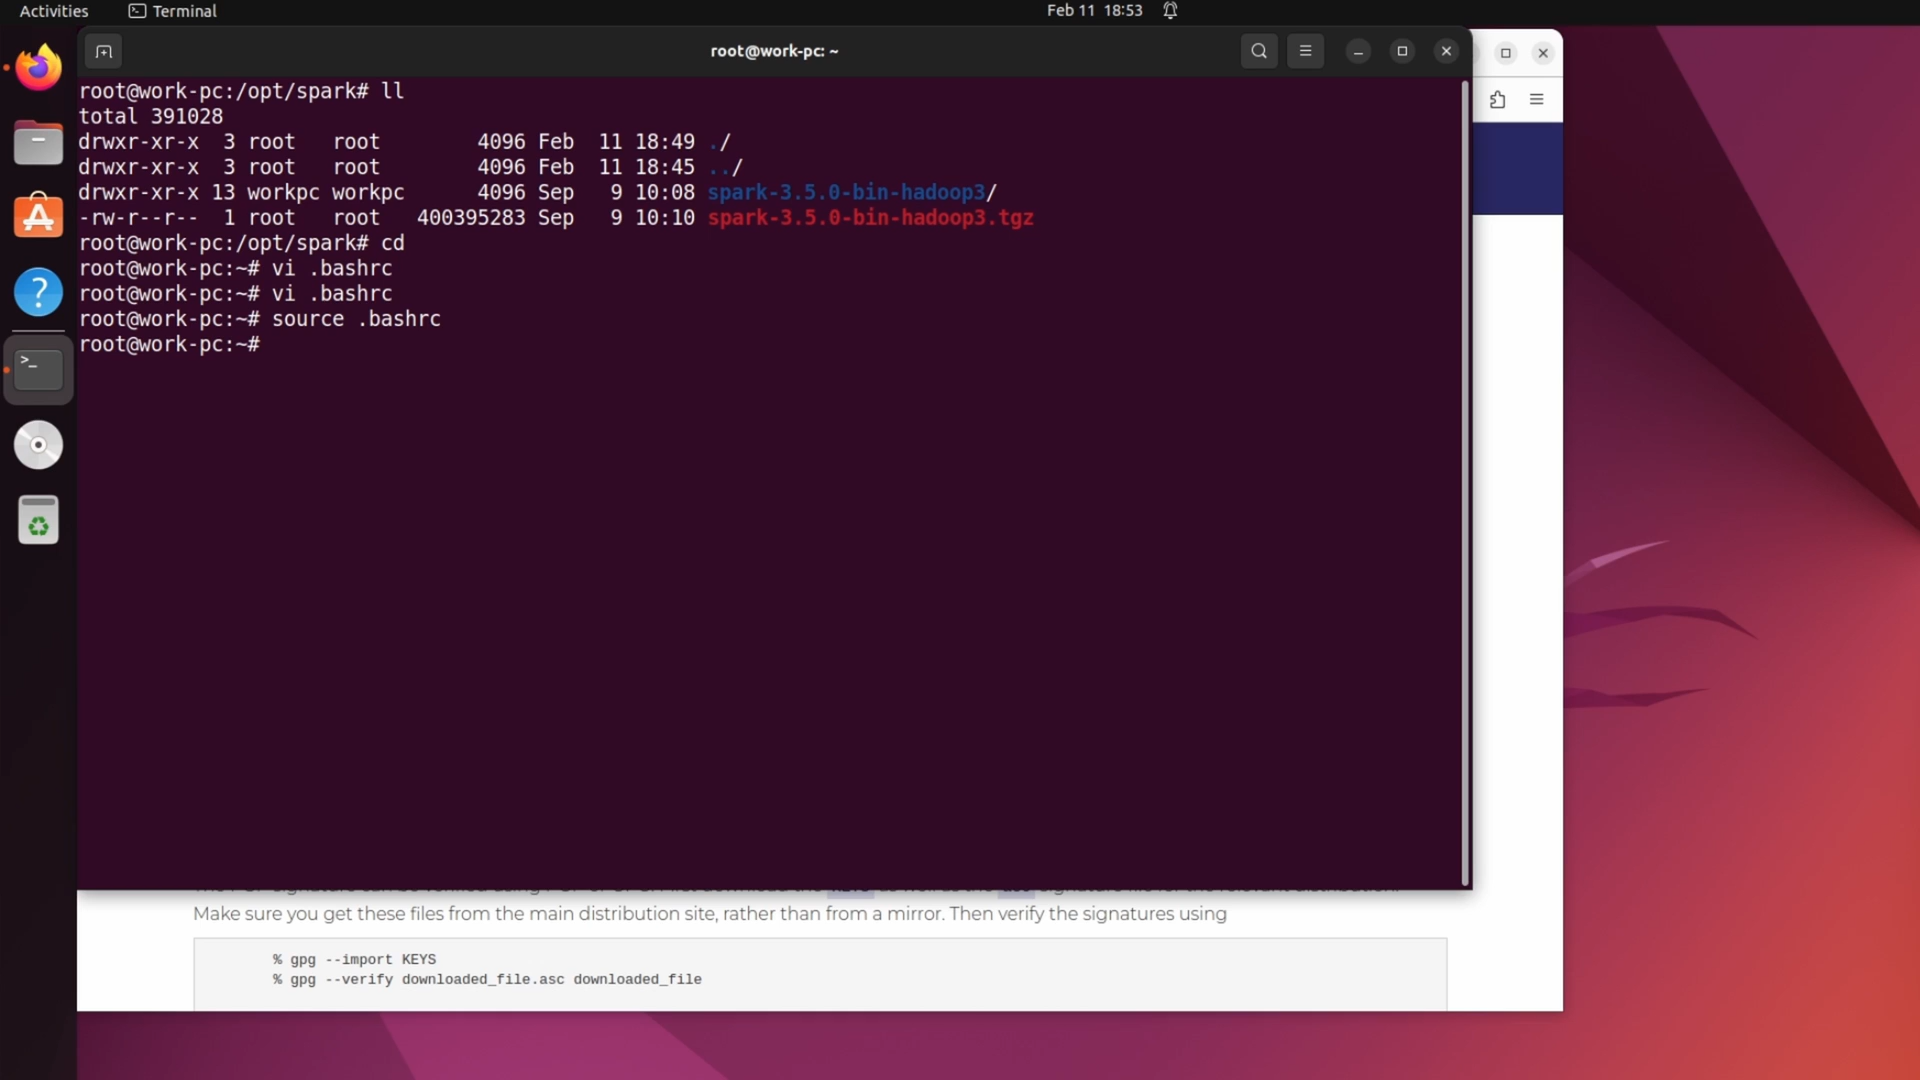 Activities
Terminal
Feb 11 18:53
root@work-pc: ~
root@work-pc:/opt/spark# ll
total 391028
drwxr-xr-x  3 root   root        4096 Feb  11 18:49 ./
drwxr-xr-x  3 root   root        4096 Feb  11 18:45 ../
drwxr-xr-x 13 workpc workpc      4096 Sep   9 10:08 spark-3.5.0-bin-hadoop3/
-rw-r--r--  1 root   root   400395283 Sep   9 10:10 spark-3.5.0-bin-hadoop3.tgz
root@work-pc:/opt/spark# cd
root@work-pc:~# vi .bashrc
root@work-pc:~# vi .bashrc
root@work-pc:~# source .bashrc
root@work-pc:~#
Make sure you get these files from the main distribution site, rather than from a mirror. Then verify the signatures using
% gpg --import KEYS
% gpg --verify downloaded_file.asc downloaded_file